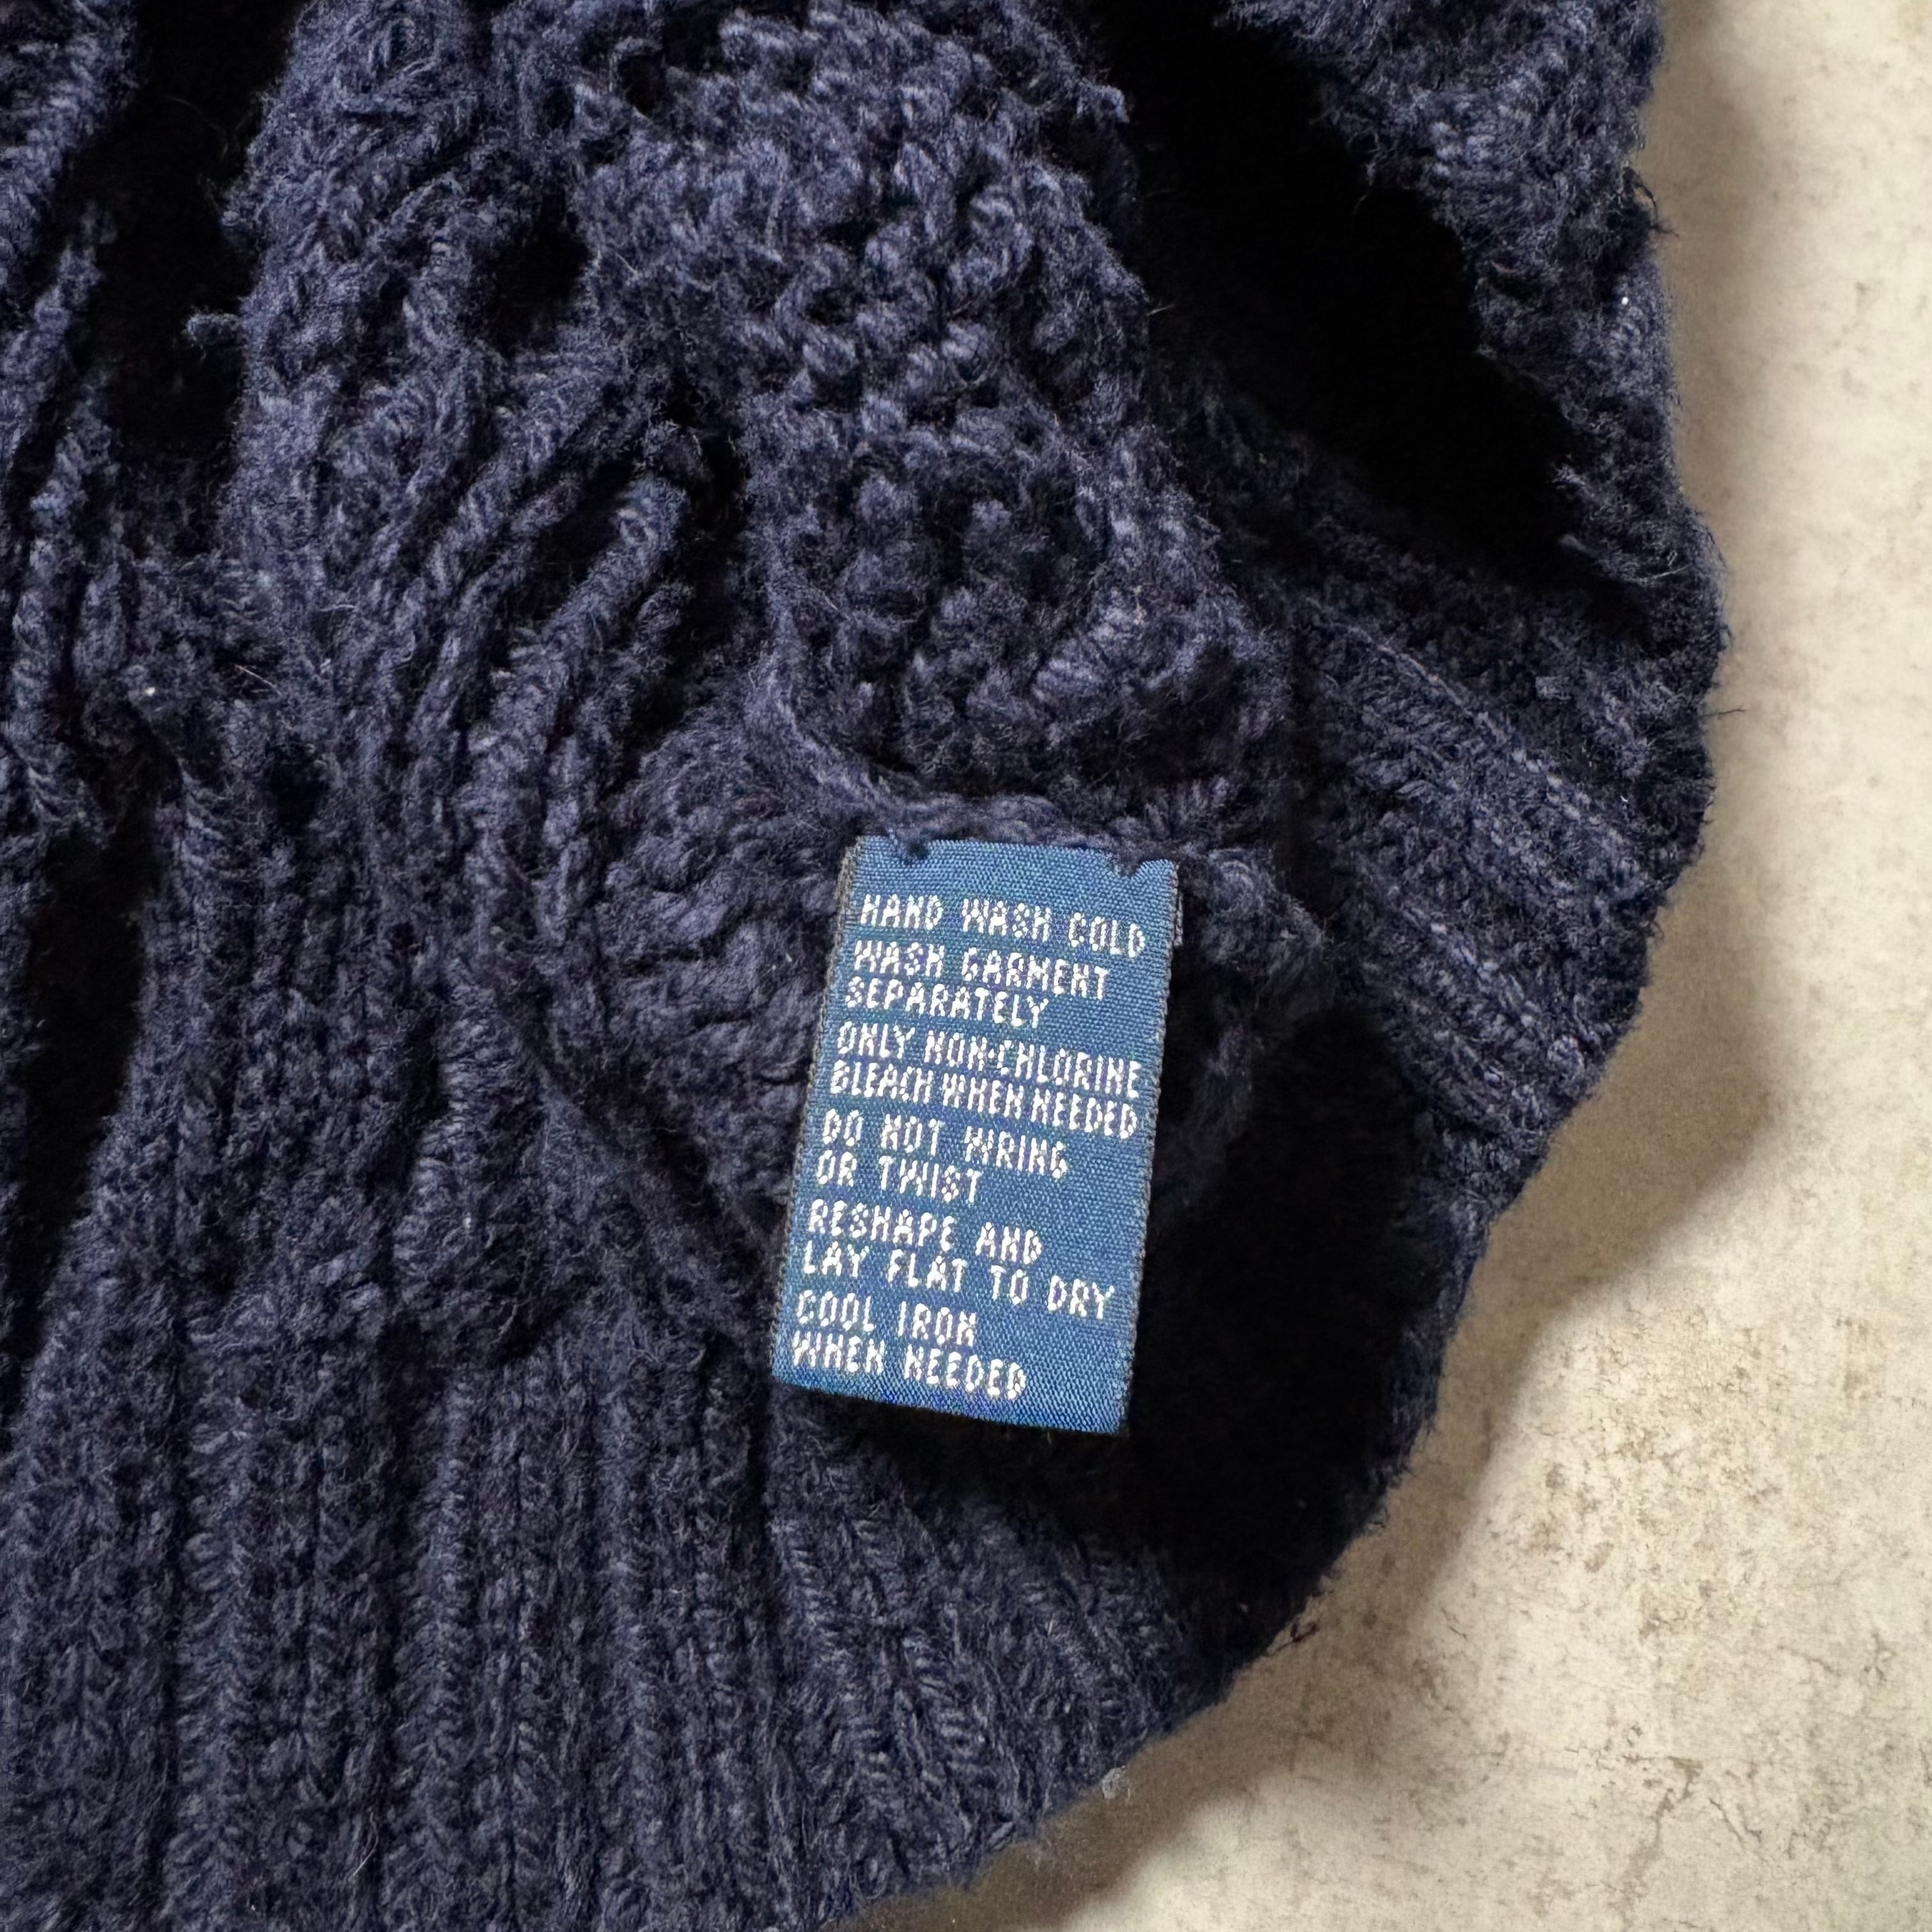 HAND WASH COLD
WASH GARMENT
SEPARATELY
ONLY NON-CHLORINE
BLEACH WHEN NEEDED
DO NOT WRING
OR TWIST
RESHAPE AND
LAY FLAT TO DRY
COOL IRON
WHEN NEEDED